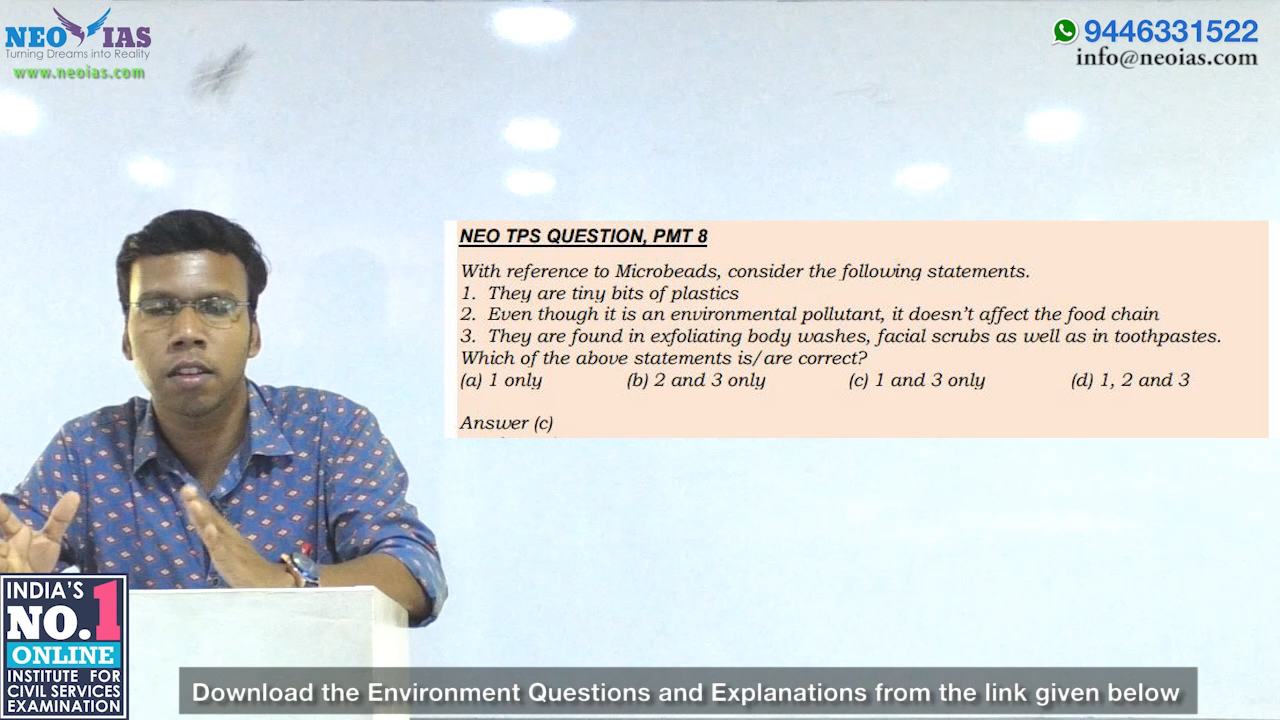 NEO IAS
Turning Dreams into Reality
www.neoias.com
9446331522
info@neoias.com
NEO TPS QUESTION, PMT 8
With reference to Microbeads, consider the following statements.
1. They are tiny bits of plastics
2. Even though it is an environmental pollutant, it doesn't affect the food chain
3. They are found in exfoliating body washes, facial scrubs as well as in toothpastes.
Which of the above statements is/are correct?
(a) 1 only (b) 2 and 3 only (c) 1 and 3 only (d) 1, 2 and 3
Answer (c)
INDIA'S
NO.1
ONLINE
INSTITUTE FOR
CIVIL SERVICES
EXAMINATION
Download the Environment Questions and Explanations from the link given below